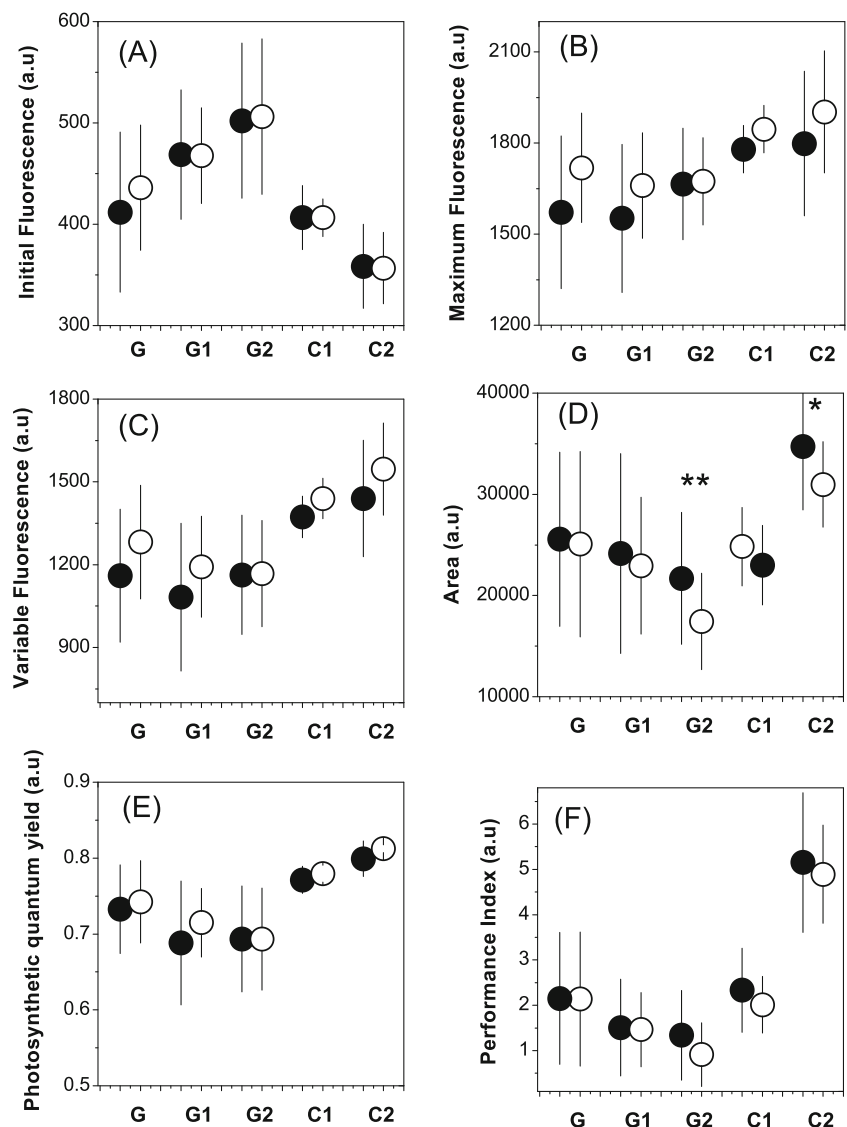 (A)
Initial Fluorescence (a.u)
600
500
400
300
G G1 G2 C1 C2
(B)
Maximum Fluorescence (a.u)
2100
1800
1500
1200
G G1 G2 C1 C2
(C)
Variable Fluorescence (a.u)
1800
1500
1200
900
G G1 G2 C1 C2
(D)
Area (a.u)
40000
30000
20000
10000
**
*
G G1 G2 C1 C2
(E)
Photosynthetic quantum yield (a.u)
0.9
0.8
0.7
0.6
0.5
G G1 G2 C1 C2
(F)
Performance Index (a.u)
6
5
4
3
2
1
G G1 G2 C1 C2